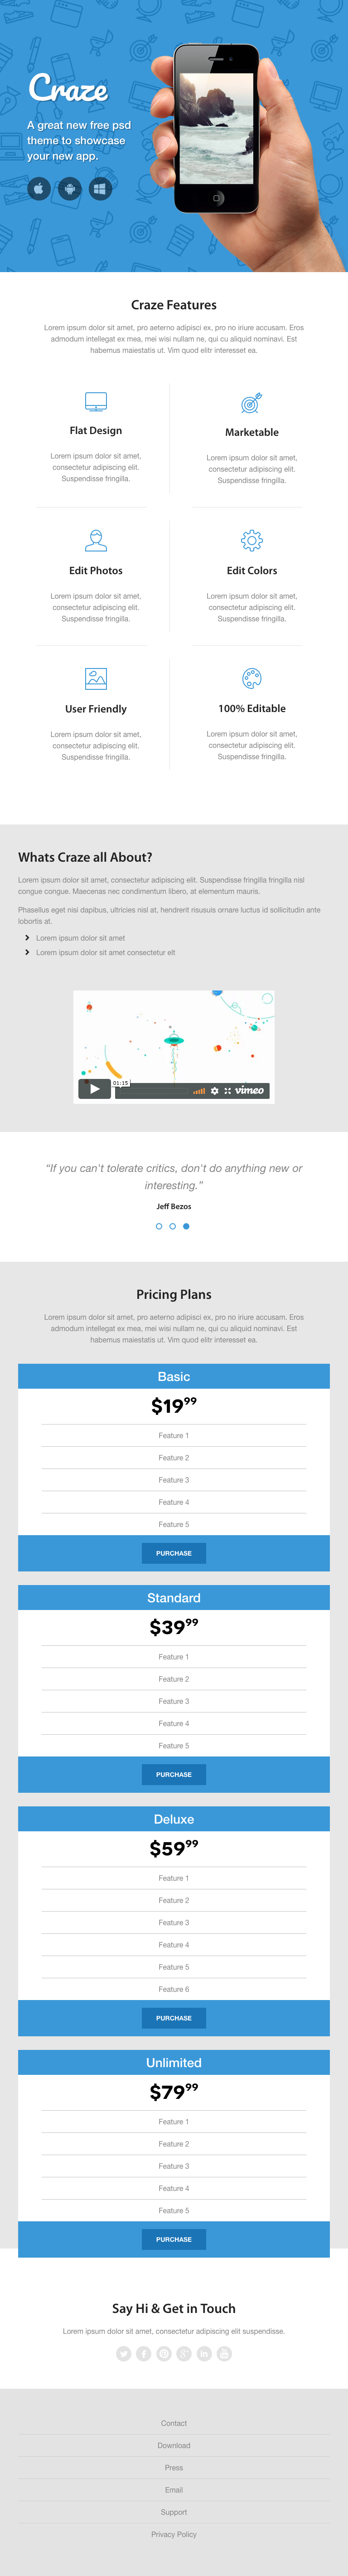 Craze
A great new free psd
theme to showcase
your new app.
Craze Features
Lorem ipsum dolor sit amet, pro aeterno adipisci ex, pro no iriure accusam. Eros
admodum intellegat ex mea, mei wisi nullam ne, qui cu aliquid nominavi. Est
habemus maiestatis ut. Vim quod elitr interesset ea.
Flat Design
Lorem ipsum dolor sit amet,
consectetur adipiscing elit.
Suspendisse fringilla.
Marketable
Lorem ipsum dolor sit amet,
consectetur adipiscing elit.
Suspendisse fringilla.
Edit Photos
Lorem ipsum dolor sit amet,
consectetur adipiscing elit.
Suspendisse fringilla.
Edit Colors
Lorem ipsum dolor sit amet,
consectetur adipiscing elit.
Suspendisse fringilla.
User Friendly
Lorem ipsum dolor sit amet,
consectetur adipiscing elit.
Suspendisse fringilla.
100% Editable
Lorem ipsum dolor sit amet,
consectetur adipiscing elit.
Suspendisse fringilla.
Whats Craze all About?
Lorem ipsum dolor sit amet, consectetur adipiscing elit. Suspendisse fringilla fringilla nisl
congue congue. Maecenas nec condimentum libero, at elementum mauris.
Phasellus eget nisi dapibus, ultricies nisl at, hendrerit risusuis ornare luctus id sollicitudin ante
lobortis at.
Lorem ipsum dolor sit amet
Lorem ipsum dolor sit amet consectetur elt
01:15
vimeo
“If you can't tolerate critics, don't do anything new or
interesting.”
Jeff Bezos
Pricing Plans
Lorem ipsum dolor sit amet, pro aeterno adipisci ex, pro no iriure accusam. Eros
admodum intellegat ex mea, mei wisi nullam ne, qui cu aliquid nominavi. Est
habemus maiestatis ut. Vim quod elitr interesset ea.
Basic
$19.99
Feature 1
Feature 2
Feature 3
Feature 4
Feature 5
PURCHASE
Standard
$39.99
Feature 1
Feature 2
Feature 3
Feature 4
Feature 5
PURCHASE
Deluxe
$59.99
Feature 1
Feature 2
Feature 3
Feature 4
Feature 5
Feature 6
PURCHASE
Unlimited
$79.99
Feature 1
Feature 2
Feature 3
Feature 4
Feature 5
PURCHASE
Say Hi & Get in Touch
Lorem ipsum dolor sit amet, consectetur adipiscing elit suspendisse.
Contact
Download
Press
Email
Support
Privacy Policy